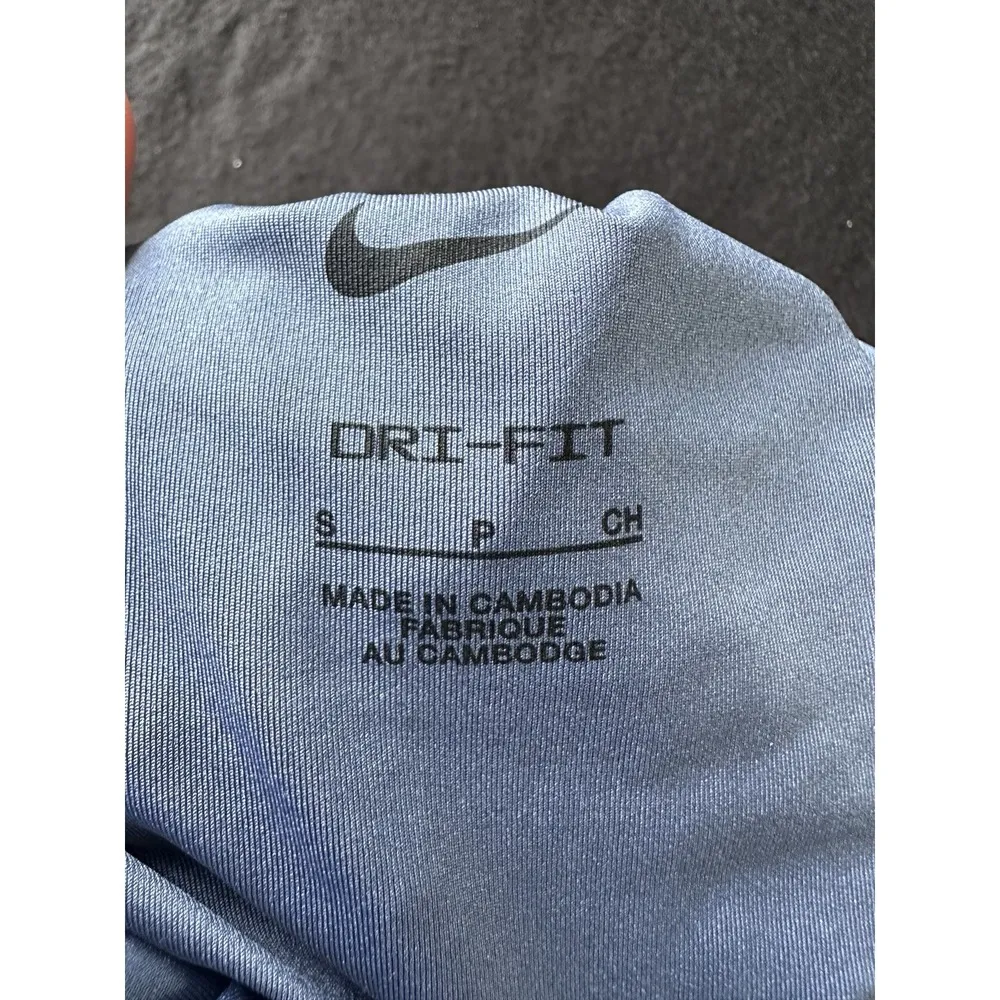 DRI-FIT
S P CH
MADE IN CAMBODIA
FABRIQUE
AU CAMBODGE